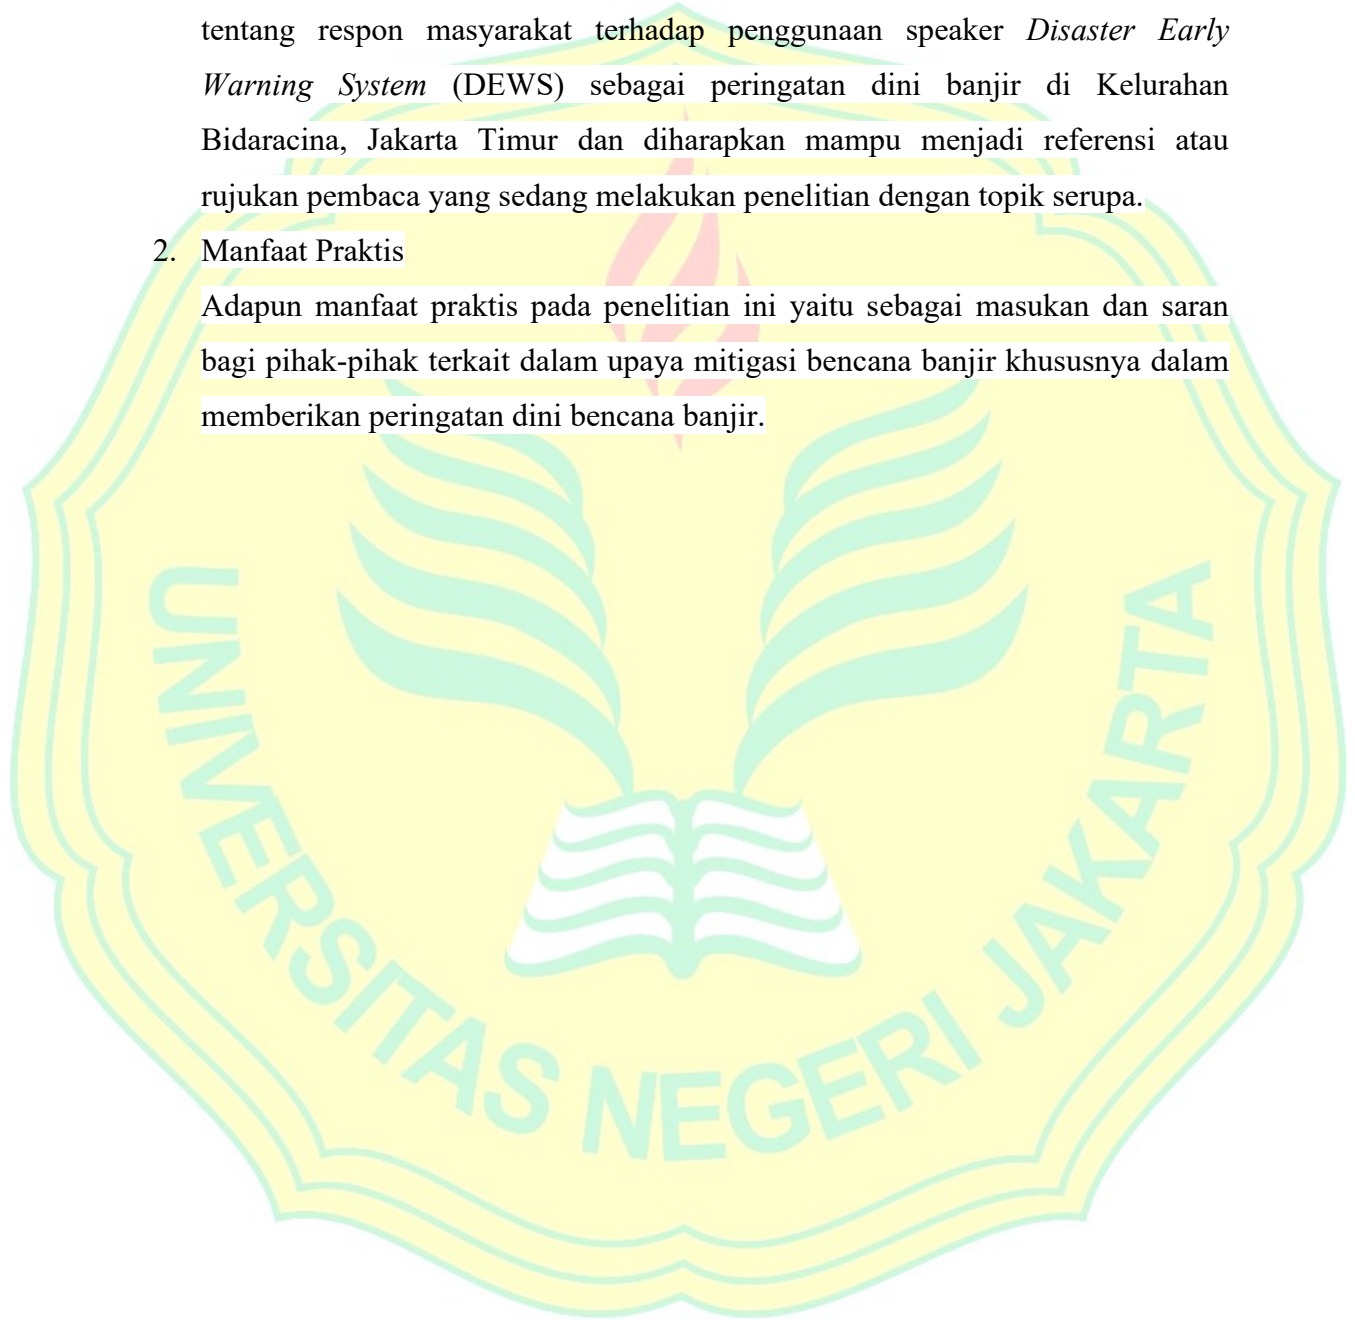 tentang respon masyarakat terhadap penggunaan speaker Disaster Early
Warning System (DEWS) sebagai peringatan dini banjir di Kelurahan
Bidaracina, Jakarta Timur dan diharapkan mampu menjadi referensi atau
rujukan pembaca yang sedang melakukan penelitian dengan topik serupa.
2. Manfaat Praktis
Adapun manfaat praktis pada penelitian ini yaitu sebagai masukan dan saran
bagi pihak-pihak terkait dalam upaya mitigasi bencana banjir khususnya dalam
memberikan peringatan dini bencana banjir.
UNIVERSITAS NEGERI JAKARTA